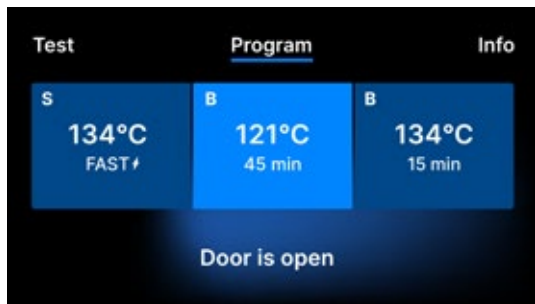 Test Program Info
S B B
134°C 121°C 134°C
FAST 45 min 15 min
Door is open